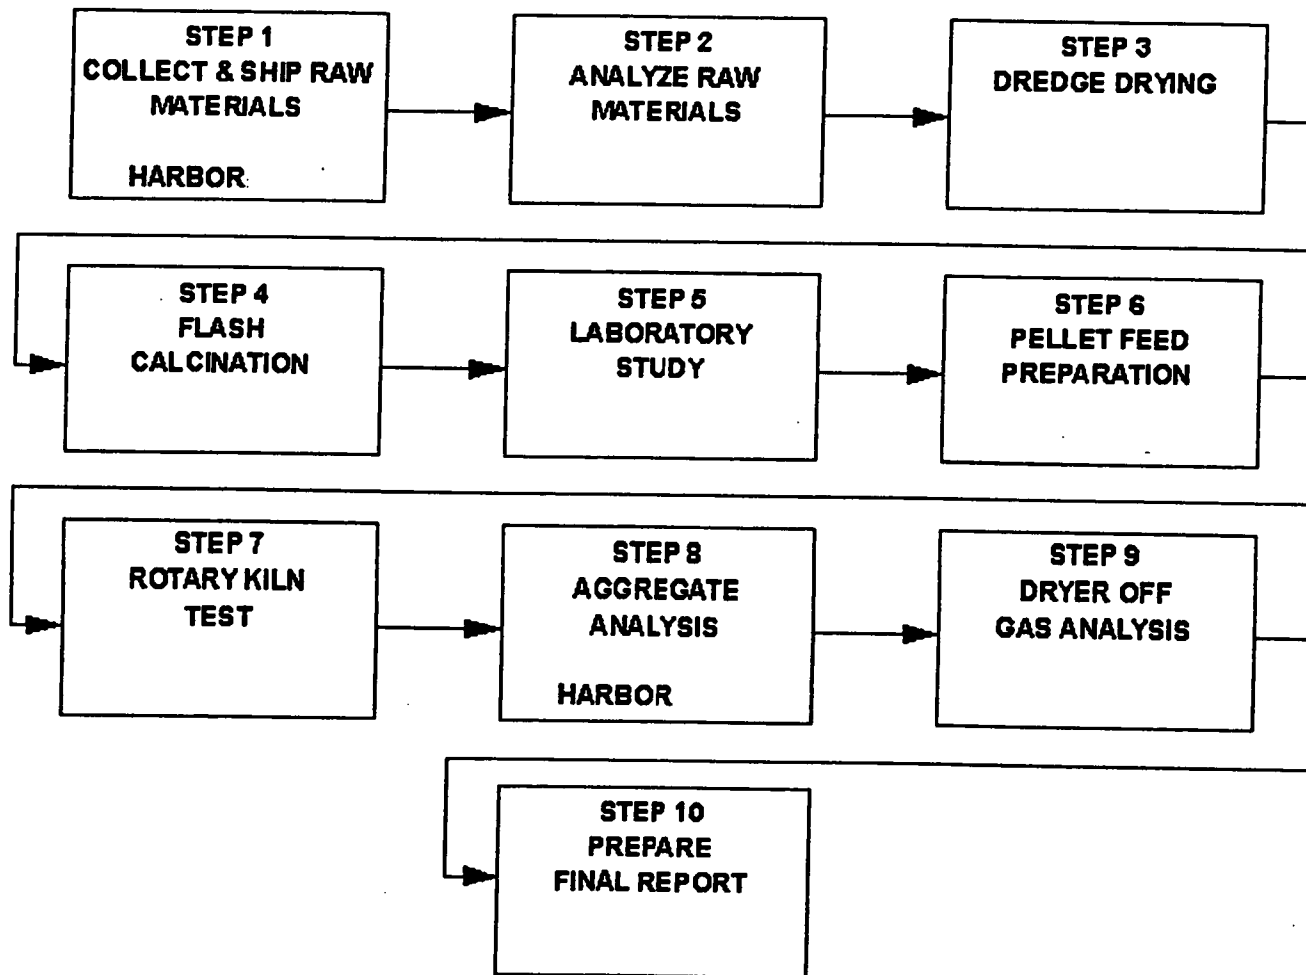 STEP 1
COLLECT & SHIP RAW
MATERIALS
HARBOR
STEP 2
ANALYZE RAW
MATERIALS
STEP 3
DREDGE DRYING
STEP 4
FLASH
CALCINATION
STEP 5
LABORATORY
STUDY
STEP 6
PELLET FEED
PREPARATION
STEP 7
ROTARY KILN
TEST
STEP 8
AGGREGATE
ANALYSIS
HARBOR
STEP 9
DRYER OFF
GAS ANALYSIS
STEP 10
PREPARE
FINAL REPORT